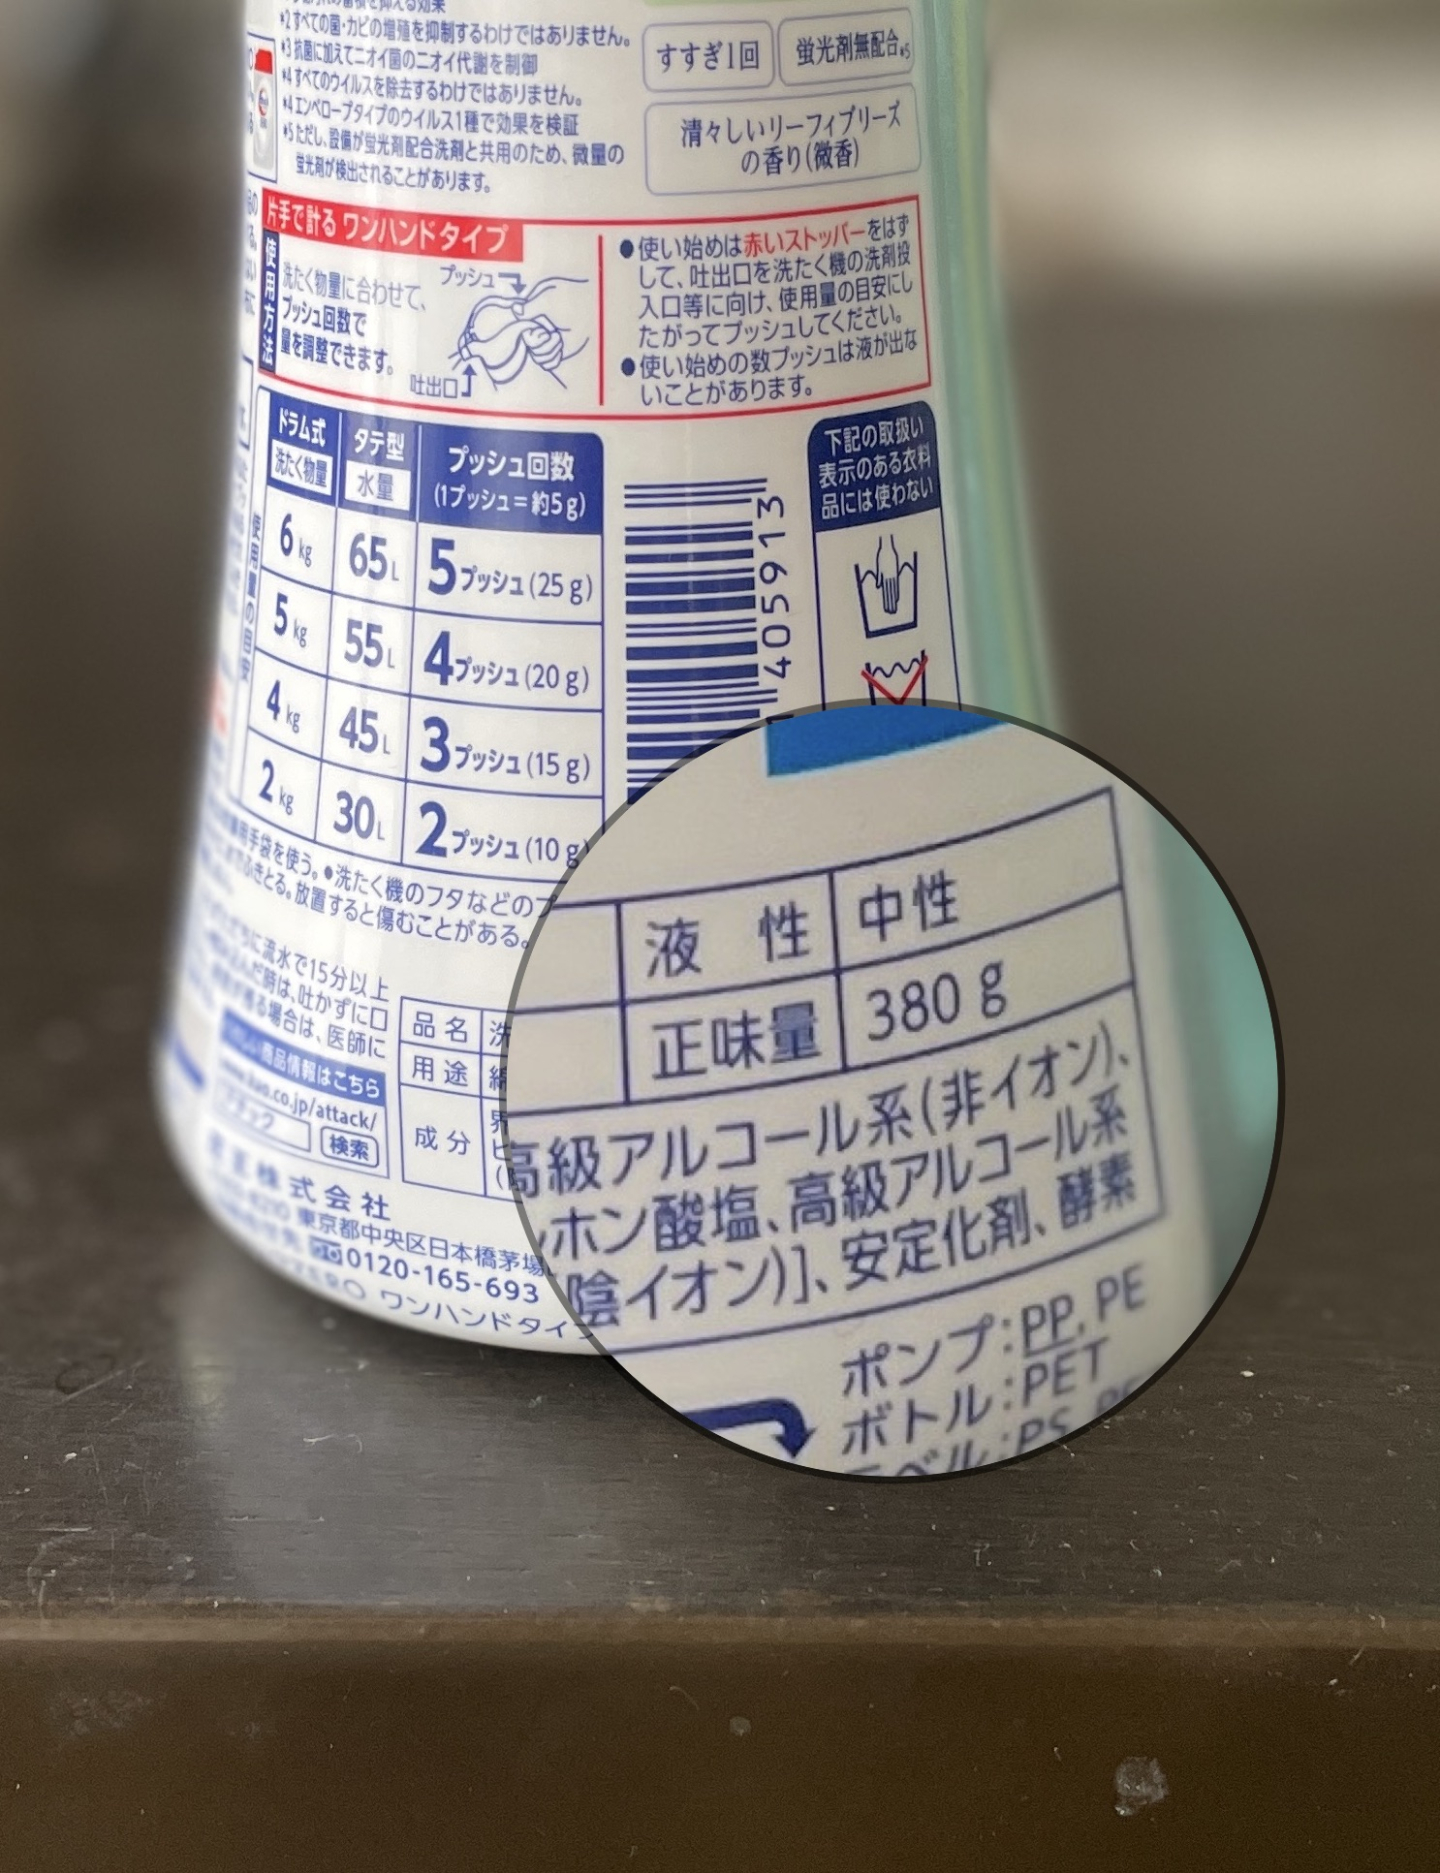 *2 すべての菌・カビの増殖を抑制するわけではありません。
*3 抗菌に加えてニオイ菌のニオイ代謝を制御
*4 すべてのウイルスを除去するわけではありません。
*4 エンベロープタイプのウイルス1種で効果を検証
*5 ただし、設備が蛍光剤配合洗剤と共用のため、微量の
蛍光剤が検出されることがあります。
すすぎ1回
蛍光剤無配合*5
清々しいリーフィブリーズ
の香り(微香)
片手で計る ワンハンドタイプ
使用方法
洗たく物量に合わせて、
プッシュ回数で
量を調整できます。
プッシュ
吐出口
●使い始めは赤いストッパーをはず
して、吐出口を洗たく機の洗剤投
入口等に向け、使用量の目安にし
たがってプッシュしてください。
●使い始めの数プッシュは液が出な
いことがあります。
使用量の目安
ドラム式 タテ型 プッシュ回数
洗たく物量 水量 (1プッシュ=約5g)
6kg 65L 5プッシュ(25g)
5kg 55L 4プッシュ(20g)
4kg 45L 3プッシュ(15g)
2kg 30L 2プッシュ(10g)
405913
下記の取扱い
表示のある衣料
品には使わない
手袋を使う。●洗たく機のフタなどの
ふきとる。放置すると傷むことがある。
に流水で15分以上
時は、吐かずに口
場合は、医師に
商品情報はこちら
.co.jp/attack/
検索
株式会社
東京都中央区日本橋茅場
0120-165-693
ワンハンドタイ
品名 洗
用途 綿
成分 界
液性 中性
正味量 380 g
高級アルコール系(非イオン)、
ホン酸塩、高級アルコール系
陰イオン)]、安定化剤、酵素
ポンプ:PP, PE
ボトル:PET
ベル:PS, PE